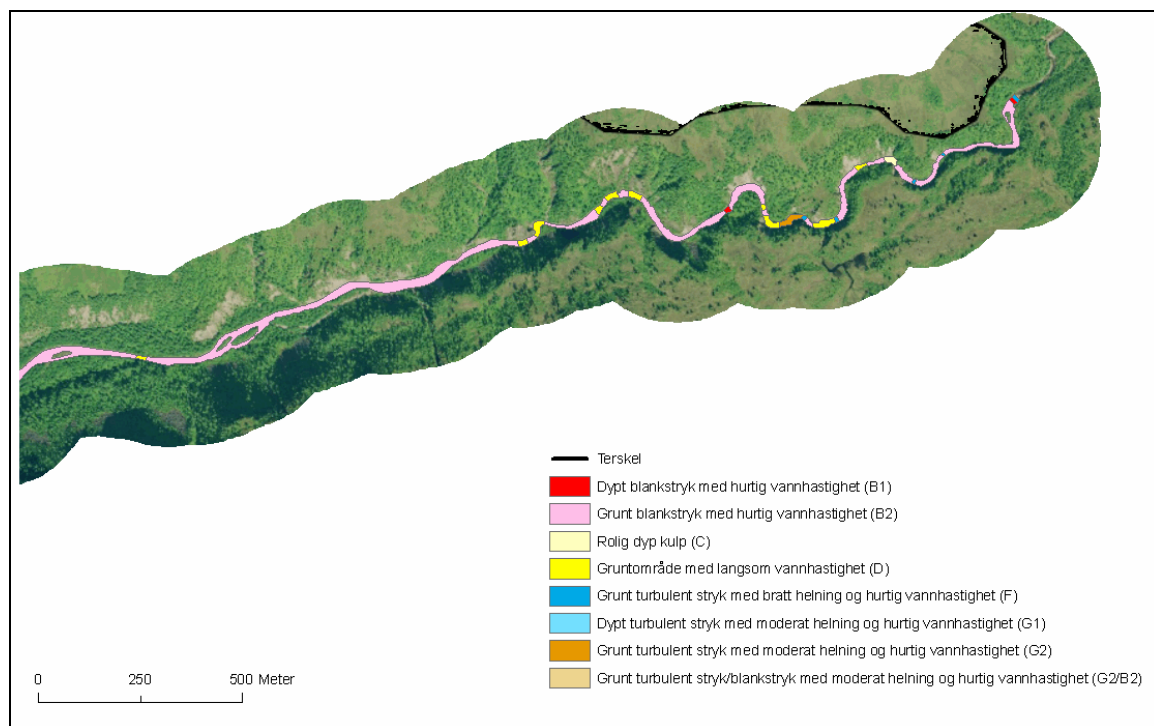 Terskel
Dypt blankstryk med hurtig vannhastighet (B1)
Grunt blankstryk med hurtig vannhastighet (B2)
Rolig dyp kulp (C)
Gruntområde med langsom vannhastighet (D)
Grunt turbulent stryk med bratt helning og hurtig vannhastighet (F)
Dypt turbulent stryk med moderat helning og hurtig vannhastighet (G1)
Grunt turbulent stryk med moderat helning og hurtig vannhastighet (G2)
Grunt turbulent stryk/blankstryk med moderat helning og hurtig vannhastighet (G2/B2)
0 250 500 Meter